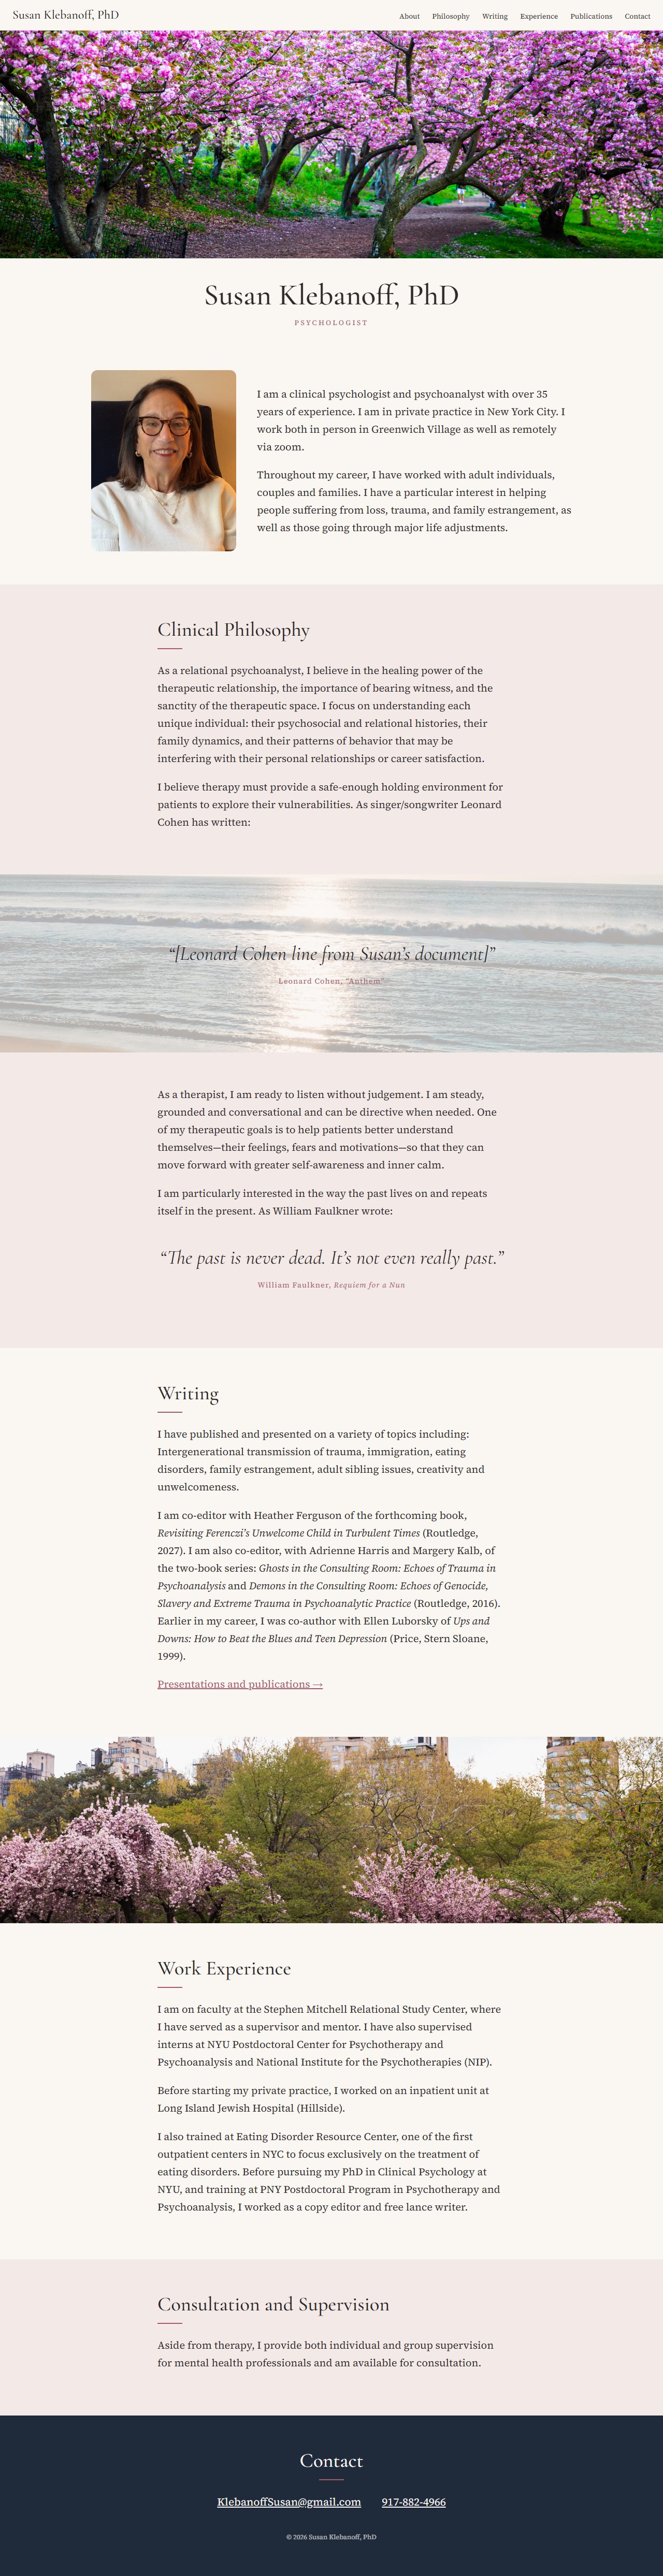 Susan Klebanoff, PhD
About Philosophy Writing Experience Publications Contact
Susan Klebanoff, PhD
PSYCHOLOGIST
I am a clinical psychologist and psychoanalyst with over 35
years of experience. I am in private practice in New York City. I
work both in person in Greenwich Village as well as remotely
via zoom.
Throughout my career, I have worked with adult individuals,
couples and families. I have a particular interest in helping
people suffering from loss, trauma, and family estrangement, as
well as those going through major life adjustments.
Clinical Philosophy
As a relational psychoanalyst, I believe in the healing power of the
therapeutic relationship, the importance of bearing witness, and the
sanctity of the therapeutic space. I focus on understanding each
unique individual: their psychosocial and relational histories, their
family dynamics, and their patterns of behavior that may be
interfering with their personal relationships or career satisfaction.
I believe therapy must provide a safe-enough holding environment for
patients to explore their vulnerabilities. As singer/songwriter Leonard
Cohen has written:
“[Leonard Cohen line from Susan’s document]”
Leonard Cohen, “Anthem”
As a therapist, I am ready to listen without judgement. I am steady,
grounded and conversational and can be directive when needed. One
of my therapeutic goals is to help patients better understand
themselves—their feelings, fears and motivations—so that they can
move forward with greater self-awareness and inner calm.
I am particularly interested in the way the past lives on and repeats
itself in the present. As William Faulkner wrote:
“The past is never dead. It’s not even really past.”
William Faulkner, Requiem for a Nun
Writing
I have published and presented on a variety of topics including:
Intergenerational transmission of trauma, immigration, eating
disorders, family estrangement, adult sibling issues, creativity and
unwelcomeness.
I am co-editor with Heather Ferguson of the forthcoming book,
Revisiting Ferenczi’s Unwelcome Child in Turbulent Times (Routledge,
2027). I am also co-editor, with Adrienne Harris and Margery Kalb, of
the two-book series: Ghosts in the Consulting Room: Echoes of Trauma in
Psychoanalysis and Demons in the Consulting Room: Echoes of Genocide,
Slavery and Extreme Trauma in Psychoanalytic Practice (Routledge, 2016).
Earlier in my career, I was co-author with Ellen Luborsky of Ups and
Downs: How to Beat the Blues and Teen Depression (Price, Stern Sloane,
1999).
Presentations and publications →
Work Experience
I am on faculty at the Stephen Mitchell Relational Study Center, where
I have served as a supervisor and mentor. I have also supervised
interns at NYU Postdoctoral Center for Psychotherapy and
Psychoanalysis and National Institute for the Psychotherapies (NIP).
Before starting my private practice, I worked on an inpatient unit at
Long Island Jewish Hospital (Hillside).
I also trained at Eating Disorder Resource Center, one of the first
outpatient centers in NYC to focus exclusively on the treatment of
eating disorders. Before pursuing my PhD in Clinical Psychology at
NYU, and training at PNY Postdoctoral Program in Psychotherapy and
Psychoanalysis, I worked as a copy editor and free lance writer.
Consultation and Supervision
Aside from therapy, I provide both individual and group supervision
for mental health professionals and am available for consultation.
Contact
KlebanoffSusan@gmail.com 917-882-4966
© 2026 Susan Klebanoff, PhD